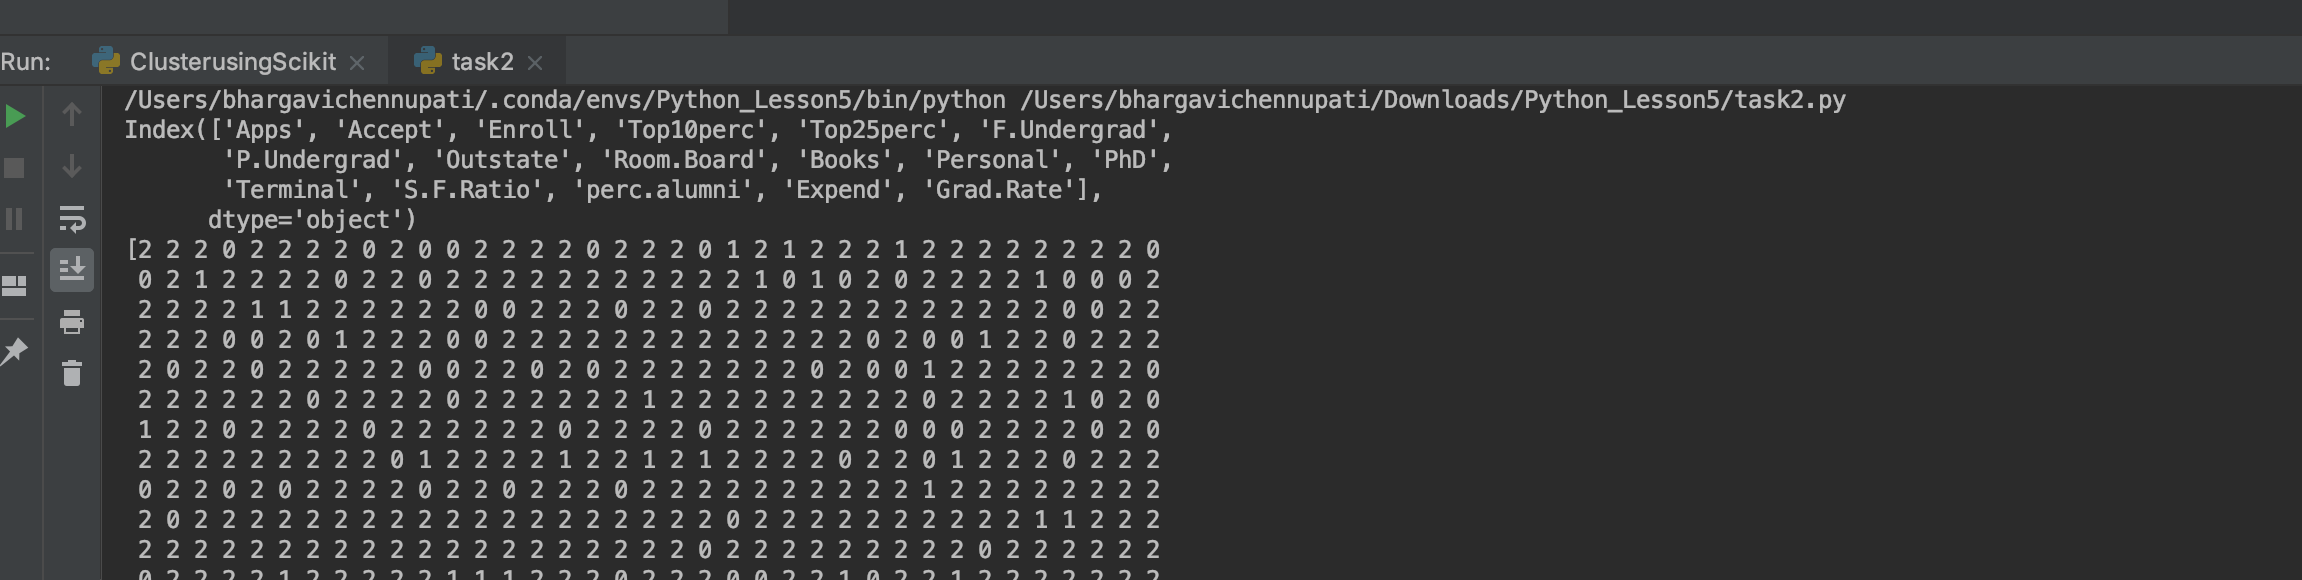 Run: ClusterusingScikit task2
/Users/bhargavichennupati/.conda/envs/Python_Lesson5/bin/python /Users/bhargavichennupati/Downloads/Python_Lesson5/task2.py
Index(['Apps', 'Accept', 'Enroll', 'Top10perc', 'Top25perc', 'F.Undergrad',
'P.Undergrad', 'Outstate', 'Room.Board', 'Books', 'Personal', 'PhD',
'Terminal', 'S.F.Ratio', 'perc.alumni', 'Expend', 'Grad.Rate'],
dtype='object')
[2 2 2 0 2 2 2 2 0 2 0 0 2 2 2 2 0 2 2 2 0 1 2 1 2 2 2 1 2 2 2 2 2 2 2 2 0
0 2 1 2 2 2 2 0 2 2 0 2 2 2 2 2 2 2 2 2 2 2 1 0 1 0 2 0 2 2 2 2 1 0 0 0 2
2 2 2 2 1 1 2 2 2 2 2 2 0 0 2 2 2 0 2 2 0 2 2 2 2 2 2 2 2 2 2 2 2 0 0 2 2
2 2 2 0 0 2 0 1 2 2 2 0 0 2 2 2 2 2 2 2 2 2 2 2 2 2 0 2 0 0 1 2 2 0 2 2 2
2 0 2 2 0 2 2 2 2 2 0 0 2 2 0 2 0 2 2 2 2 2 2 2 0 2 0 0 1 2 2 2 2 2 2 2 0
2 2 2 2 2 2 0 2 2 2 2 0 2 2 2 2 2 2 1 2 2 2 2 2 2 2 2 2 0 2 2 2 2 1 0 2 0
1 2 2 0 2 2 2 2 0 2 2 2 2 2 2 0 2 2 2 2 0 2 2 2 2 2 2 0 0 0 2 2 2 2 0 2 0
2 2 2 2 2 2 2 2 2 0 1 2 2 2 2 1 2 2 1 2 1 2 2 2 2 0 2 2 0 1 2 2 2 0 2 2 2
0 2 2 0 2 0 2 2 2 2 0 2 2 0 2 2 2 0 2 2 2 2 2 2 2 2 2 2 1 2 2 2 2 2 2 2 2
2 0 2 2 2 2 2 2 2 2 2 2 2 2 2 2 2 2 2 2 2 0 2 2 2 2 2 2 2 2 2 2 1 1 2 2 2
2 2 2 2 2 2 2 2 2 2 2 2 2 2 2 2 2 2 2 2 0 2 2 2 2 2 2 2 2 2 0 2 2 2 2 2 2
0 2 2 2 2 1 2 2 2 2 2 1 1 1 2 2 2 0 2 2 2 0 0 2 2 1 0 2 2 1 2 2 2 2 2 2 2